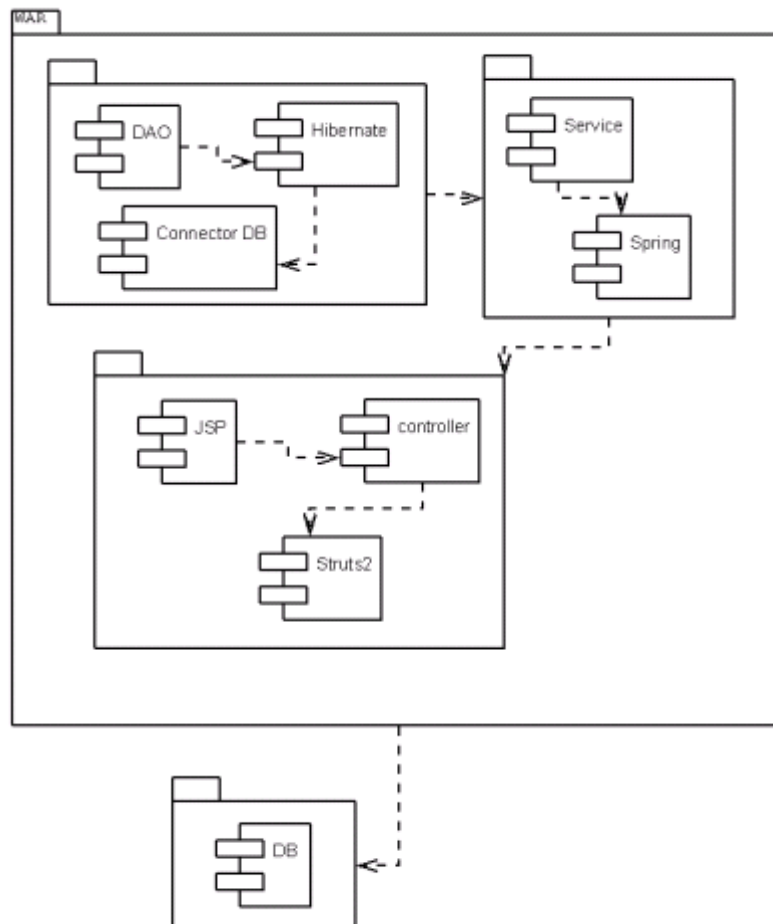 WAR
DAO
Hibernate
Connector DB
Service
Spring
JSP
controller
Struts2
DB